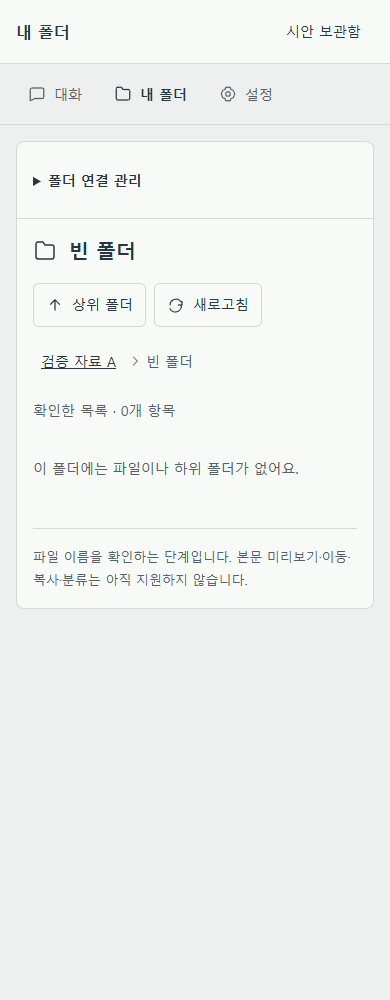 내 폴더
시안 보관함
대화
내 폴더
설정
▶ 폴더 연결 관리
빈 폴더
상위 폴더
새로고침
검증 자료 A > 빈 폴더
확인한 목록 · 0개 항목
이 폴더에는 파일이나 하위 폴더가 없어요.
파일 이름을 확인하는 단계입니다. 본문 미리보기·이동·
복사·분류는 아직 지원하지 않습니다.